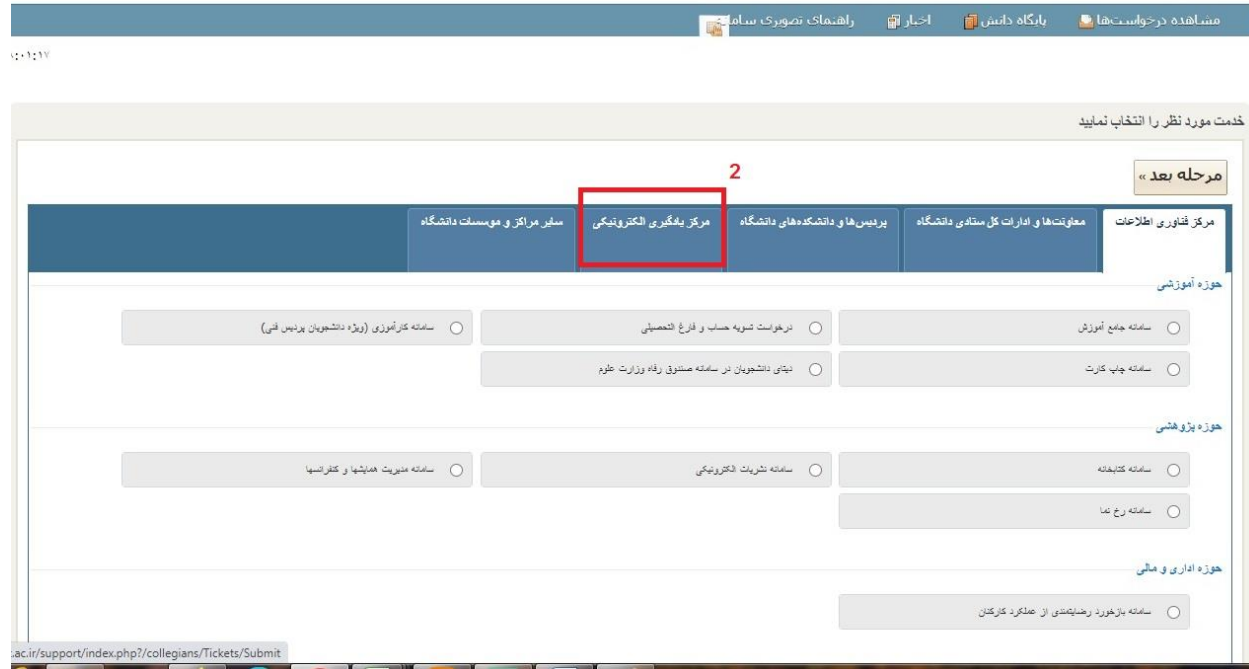 مشاهده درخواست‌ها پایگاه دانش اخبار راهنمای تصویری
خدمت مورد نظر را انتخاب نمایید
مرحله بعد »
2
مرکز فناوری اطلاعات معاونت‌ها و ادارات کل ستادی دانشگاه پردیس‌ها و دانشکده‌های دانشگاه مرکز یادگیری الکترونیکی سایر مراکز و موسسات دانشگاه
حوزه آموزشی
سامانه جامع آموزش درخواست تسویه حساب و فارغ التحصیلی سامانه کارآموزی (ویژه دانشجویان پردیس فنی)
سامانه چاپ کارت دیتای دانشجویان در سامانه صندوق رفاه وزارت علوم
حوزه پژوهشی
سامانه کتابخانه سامانه نشریات الکترونیکی سامانه مدیریت همایشها و کنفرانسها
سامانه رخ نما
حوزه اداری و مالی
سامانه بازخورد رضایتمندی از عملکرد کارکنان
.ac.ir/support/index.php?/collegians/Tickets/Submit